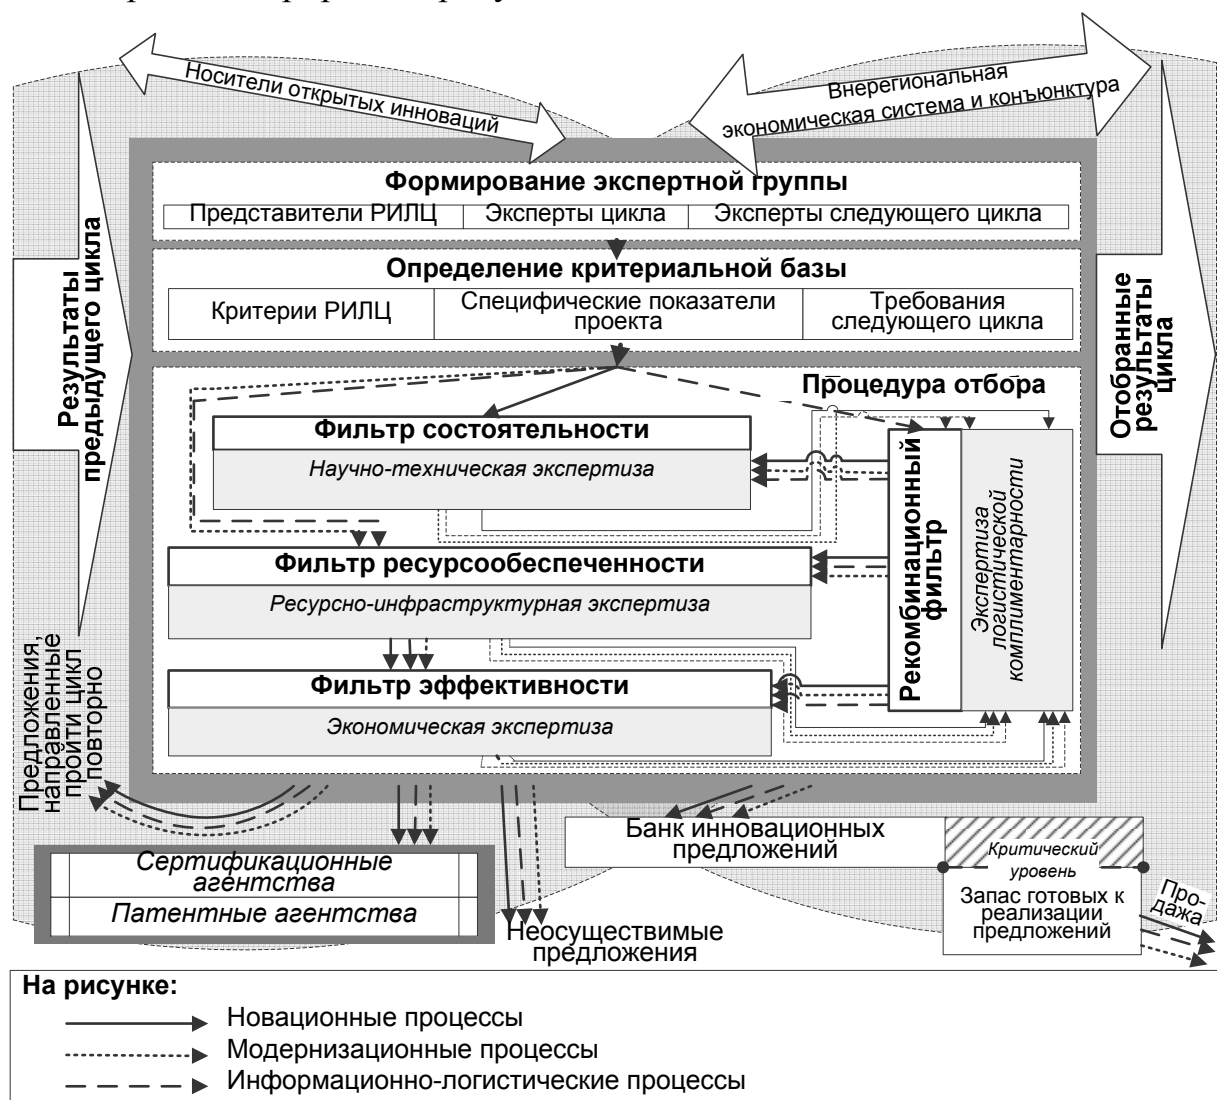 Носители открытых инноваций
Внерегиональная
экономическая система и конъюнктура
Результаты
предыдущего цикла
Формирование экспертной группы
Представители РИЛЦ
Эксперты цикла
Эксперты следующего цикла
Определение критериальной базы
Критерии РИЛЦ
Специфические показатели
проекта
Требования
следующего цикла
Отобранные
результаты
цикла
Процедура отбора
Фильтр состоятельности
Научно-техническая экспертиза
Фильтр ресурсообеспеченности
Ресурсно-инфраструктурная экспертиза
Фильтр эффективности
Экономическая экспертиза
Рекомбинационный
фильтр
Экспертиза
логистической
комплиментарности
Предложения,
направленные
пройти цикл
повторно
Сертификационные
агентства
Патентные агентства
Неосуществимые
предложения
Банк инновационных
предложений
Критический
уровень
Запас готовых к
реализации
предложений
Про-
дажа
На рисунке:
Новационные процессы
Модернизационные процессы
Информационно-логистические процессы